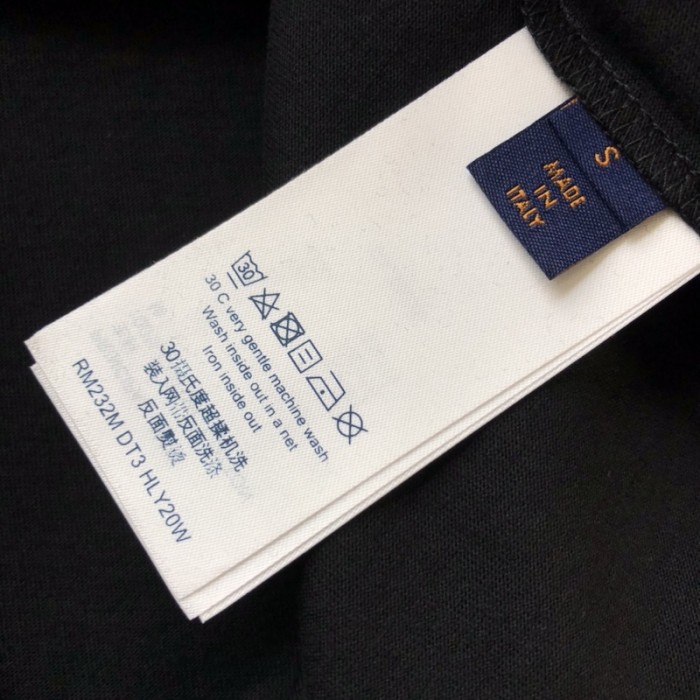 S
MADE
IN
ITALY
30
30 C very gentle machine wash
Wash inside out in a net
Iron inside out
30摄氏度超揉机洗
装入网袋反面洗涤
反面熨烫
RM232M DT3 HLY20W